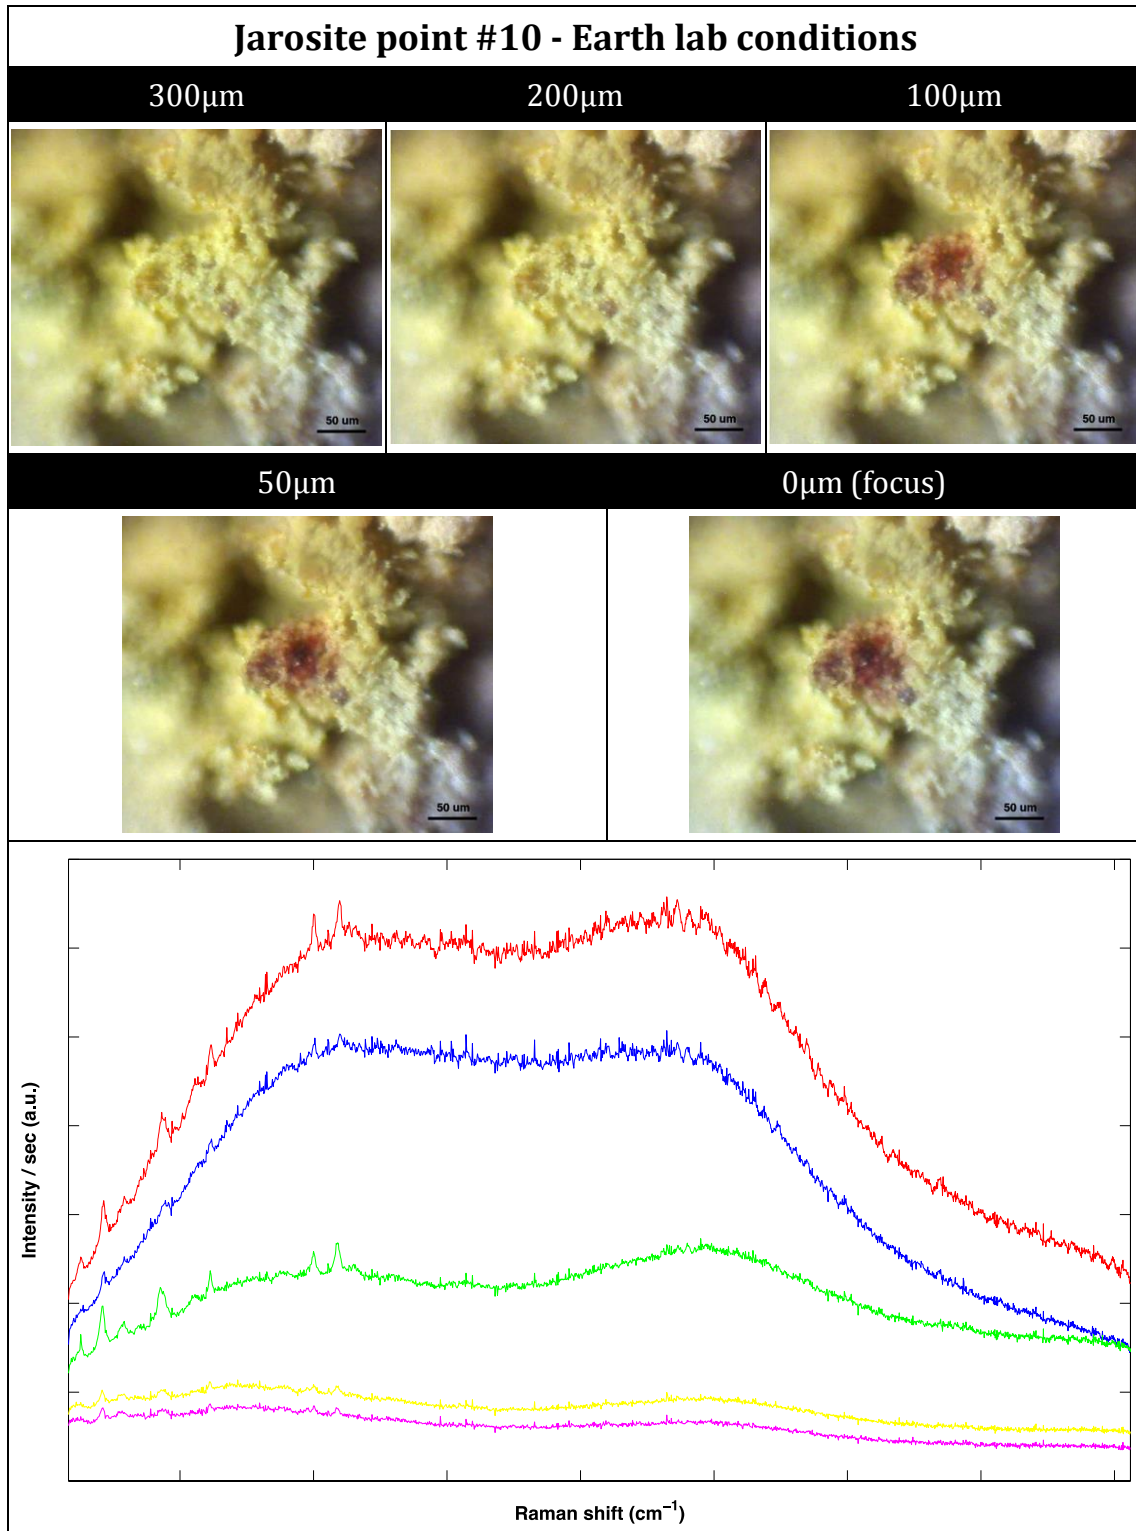 Jarosite point #10 - Earth lab conditions
300μm 200μm 100μm
50 um 50 um 50 um
50μm 0μm (focus)
50 um 50 um
Intensity / sec (a.u.)
Raman shift (cm⁻¹)